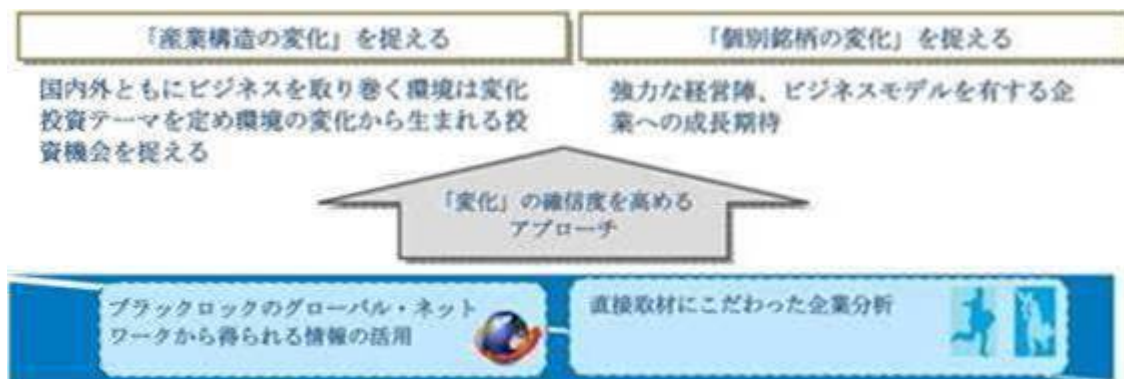 「産業構造の変化」を捉える
「個別銘柄の変化」を捉える
国内外ともにビジネスを取り巻く環境は変化
投資テーマを定め環境の変化から生まれる投
資機会を捉える
強力な経営陣、ビジネスモデルを有する企
業への成長期待
「変化」の確信度を高める
アプローチ
ブラックロックのグローバル・ネット
ワークから得られる情報の活用
直接取材にこだわった企業分析